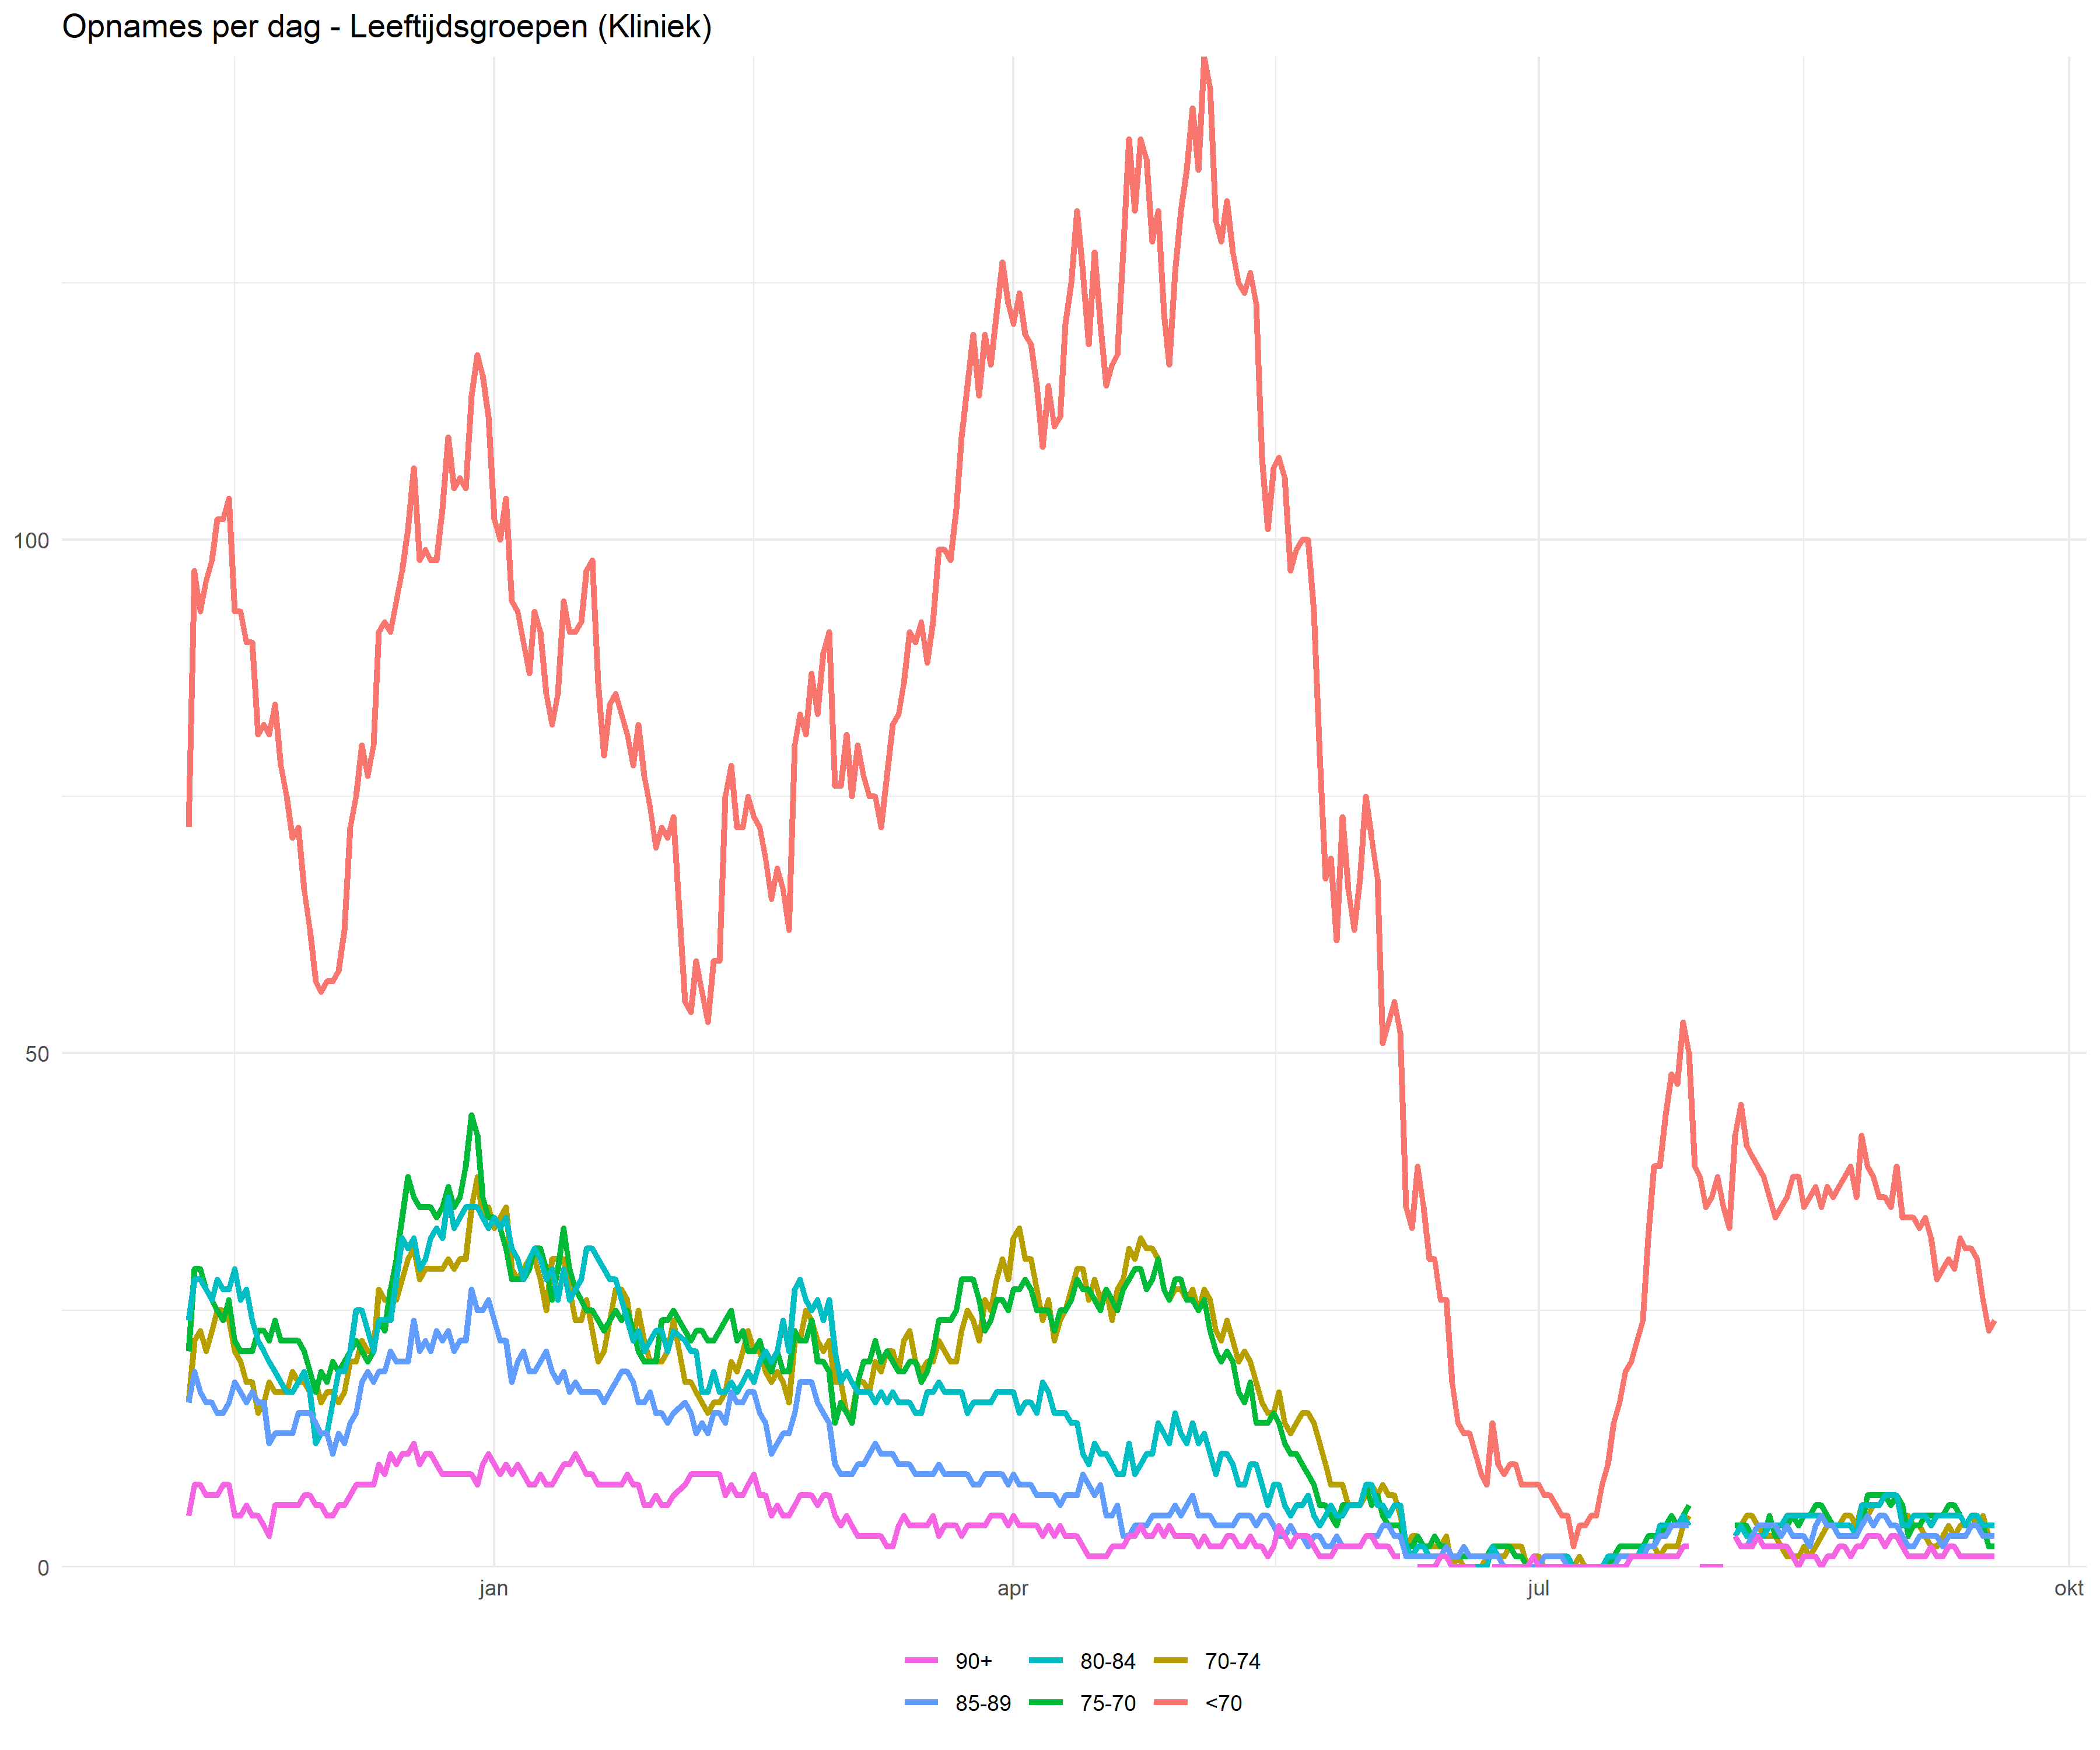 Opnames per dag - Leeftijdsgroepen (Kliniek)
100
50
0
jan apr jul okt
90+ 80-84 70-74
85-89 75-70 <70